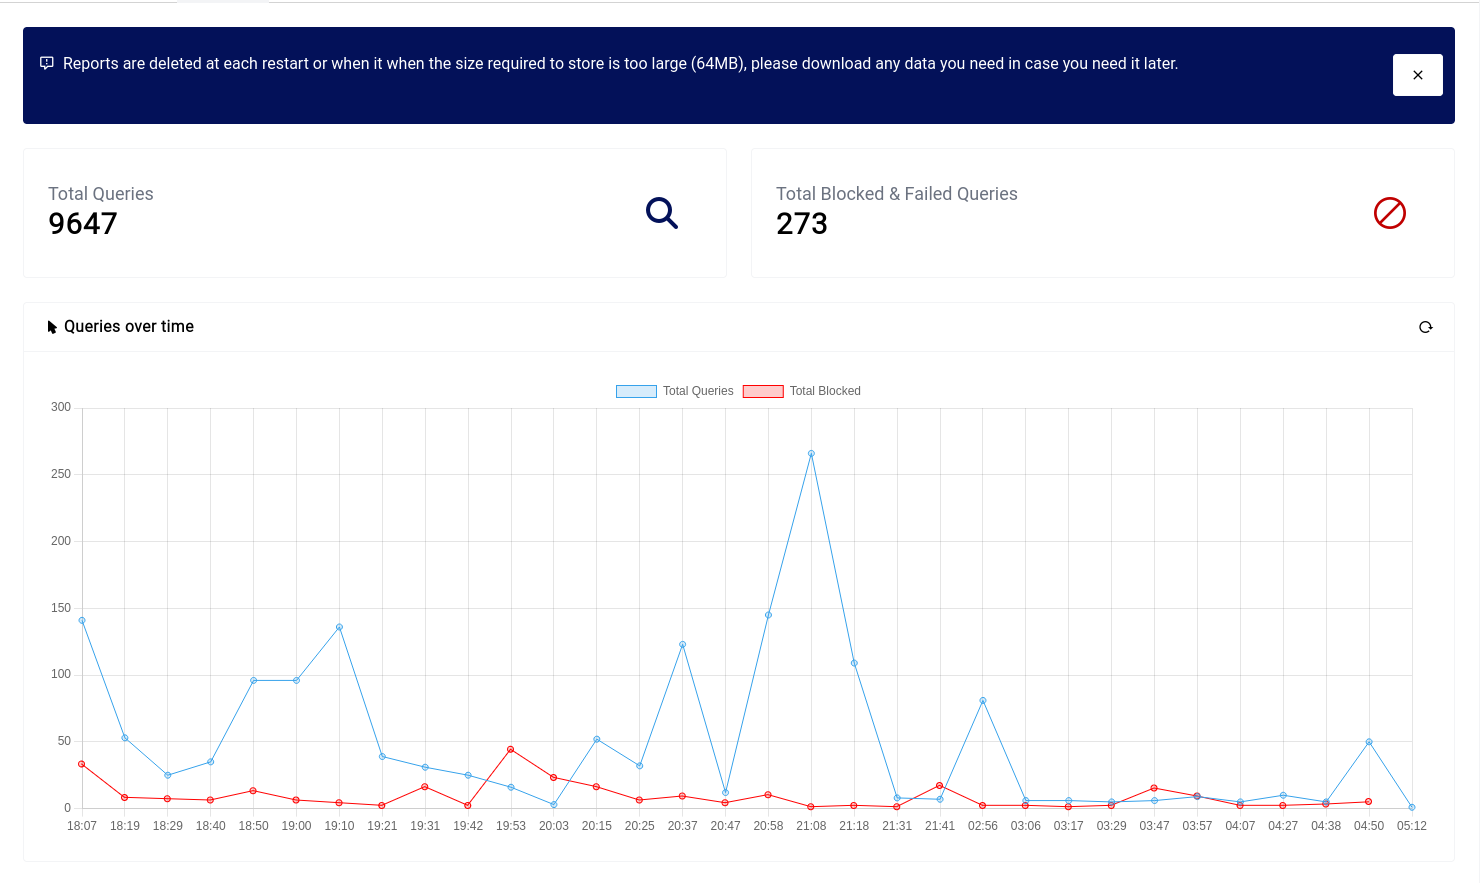 Reports are deleted at each restart or when it when the size required to store is too large (64MB), please download any data you need in case you need it later.
Total Queries
9647
Total Blocked & Failed Queries
273
Queries over time
Total Queries Total Blocked
300
250
200
150
100
50
0
18:07 18:19 18:29 18:40 18:50 19:00 19:10 19:21 19:31 19:42 19:53 20:03 20:15 20:25 20:37 20:47 20:58 21:08 21:18 21:31 21:41 02:56 03:06 03:17 03:29 03:47 03:57 04:07 04:27 04:38 04:50 05:12